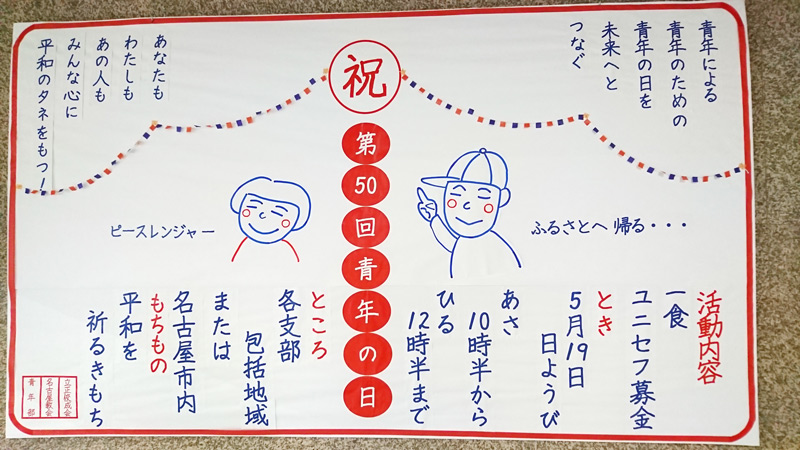 祝
第50回青年の日
青年による
青年のための
青年の日を
未来へと
つなぐ
あなたも
わたしも
あの人も
みんな心に
平和のタネをもつ!
ふるさとへ 帰る・・・
ピースレンジャー
活動内容
一食
ユニセフ募金
とき
5月19日
日ようび
あさ
10時半から
ひる
12時半まで
ところ
各支部
包括地域
または
名古屋市内
もちもの
平和を
祈るきもち
立正佼成会
名古屋教会
青年部